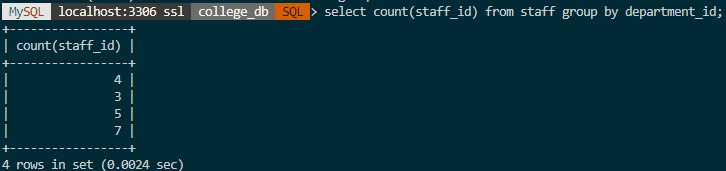 MySQL localhost:3306 ssl college_db SQL > select count(staff_id) from staff group by department_id;
+-----------------+
| count(staff_id) |
+-----------------+
|               4 |
|               3 |
|               5 |
|               7 |
+-----------------+
4 rows in set (0.0024 sec)